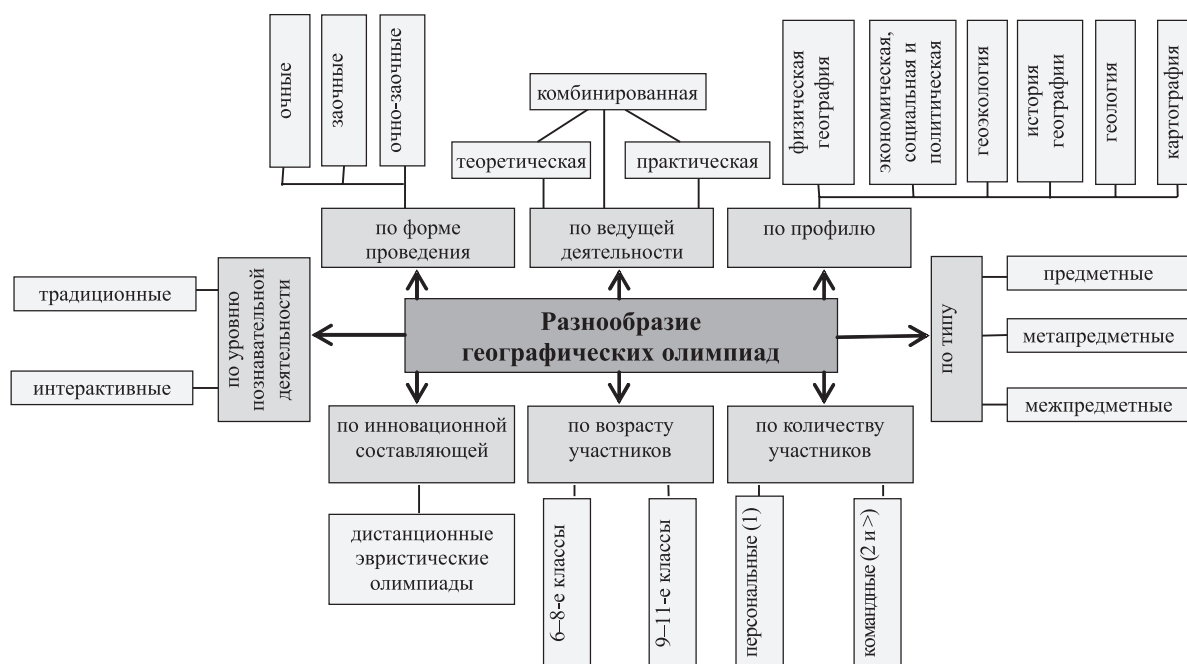 очные
заочные
очно-заочные
комбинированная
теоретическая
практическая
физическая
география
экономическая,
социальная и
политическая
геоэкология
история
географии
геология
картография
по форме
проведения
по ведущей
деятельности
по профилю
традиционные
интерактивные
по уровню
познавательной
деятельности
Разнообразие
географических олимпиад
по типу
предметные
метапредметные
межпредметные
по инновационной
составляющей
по возрасту
участников
по количеству
участников
дистанционные
эвристические
олимпиады
6–8-е классы
9–11-е классы
персональные (1)
командные (2 и >)